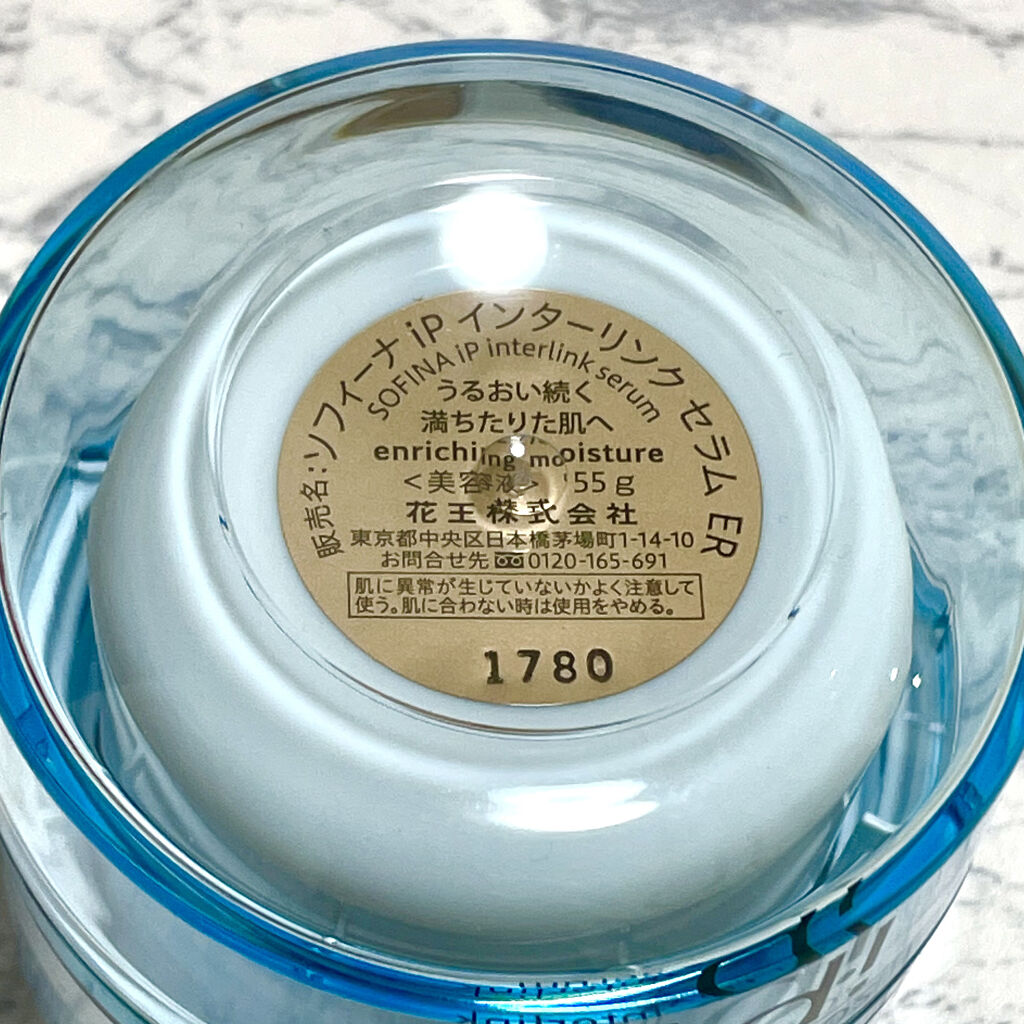 販売名:ソフィーナ iP インターリンク セラム ER
SOFINA iP interlink serum
うるおい続く
満ちたりた肌へ
enriching moisture
<美容液> 55g
花王株式会社
東京都中央区日本橋茅場町1-14-10
お問合せ先 0120-165-691
肌に異常が生じていないかよく注意して
使う。肌に合わない時は使用をやめる。
1780